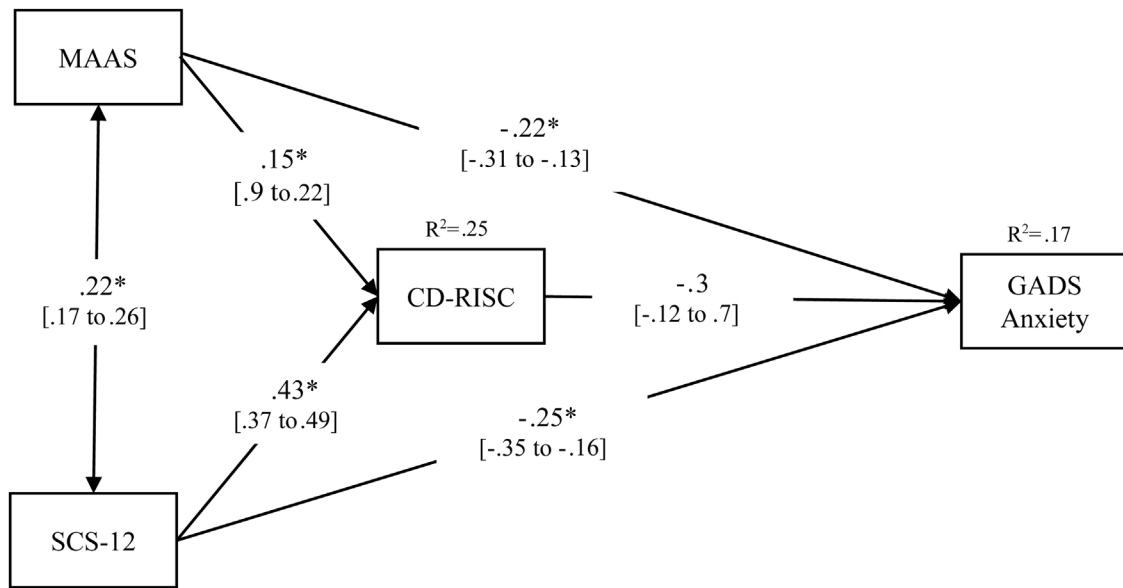 MAAS
-.22*
[-.31 to -.13]
.15*
[.9 to.22]
R²=.25
R²=.17
CD-RISC
-.3
[-.12 to .7]
GADS
Anxiety
.22*
[.17 to.26]
.43*
[.37 to.49]
-.25*
[-.35 to -.16]
SCS-12